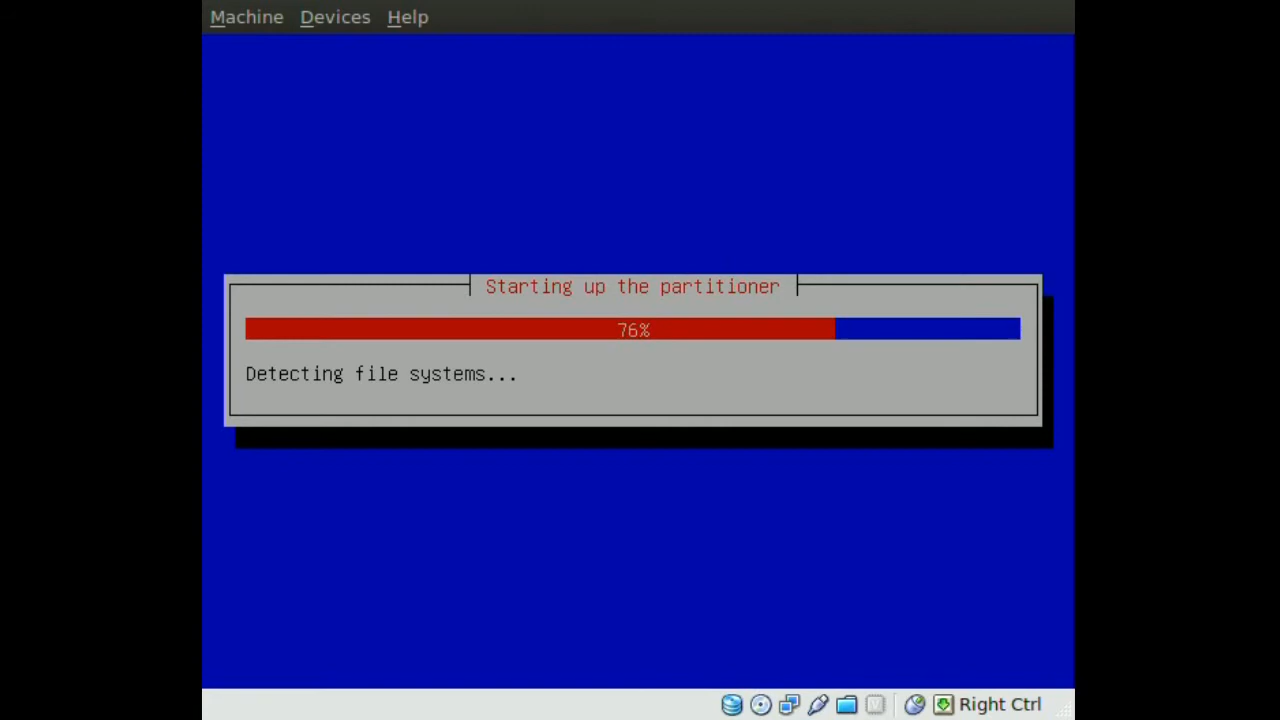 Machine Devices Help
Starting up the partitioner
76%
Detecting file systems...
Right Ctrl